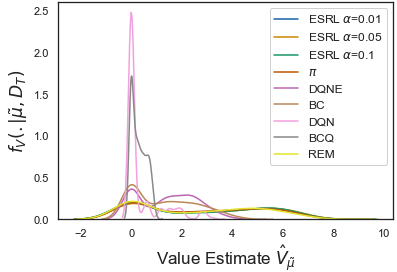 2.5
2.0
1.5
1.0
0.5
0.0
f_V(.|μ̃, D_T)
−2
0
2
4
6
8
10
Value Estimate V̂_μ̃
ESRL α=0.01
ESRL α=0.05
ESRL α=0.1
π
DQNE
BC
DQN
BCQ
REM